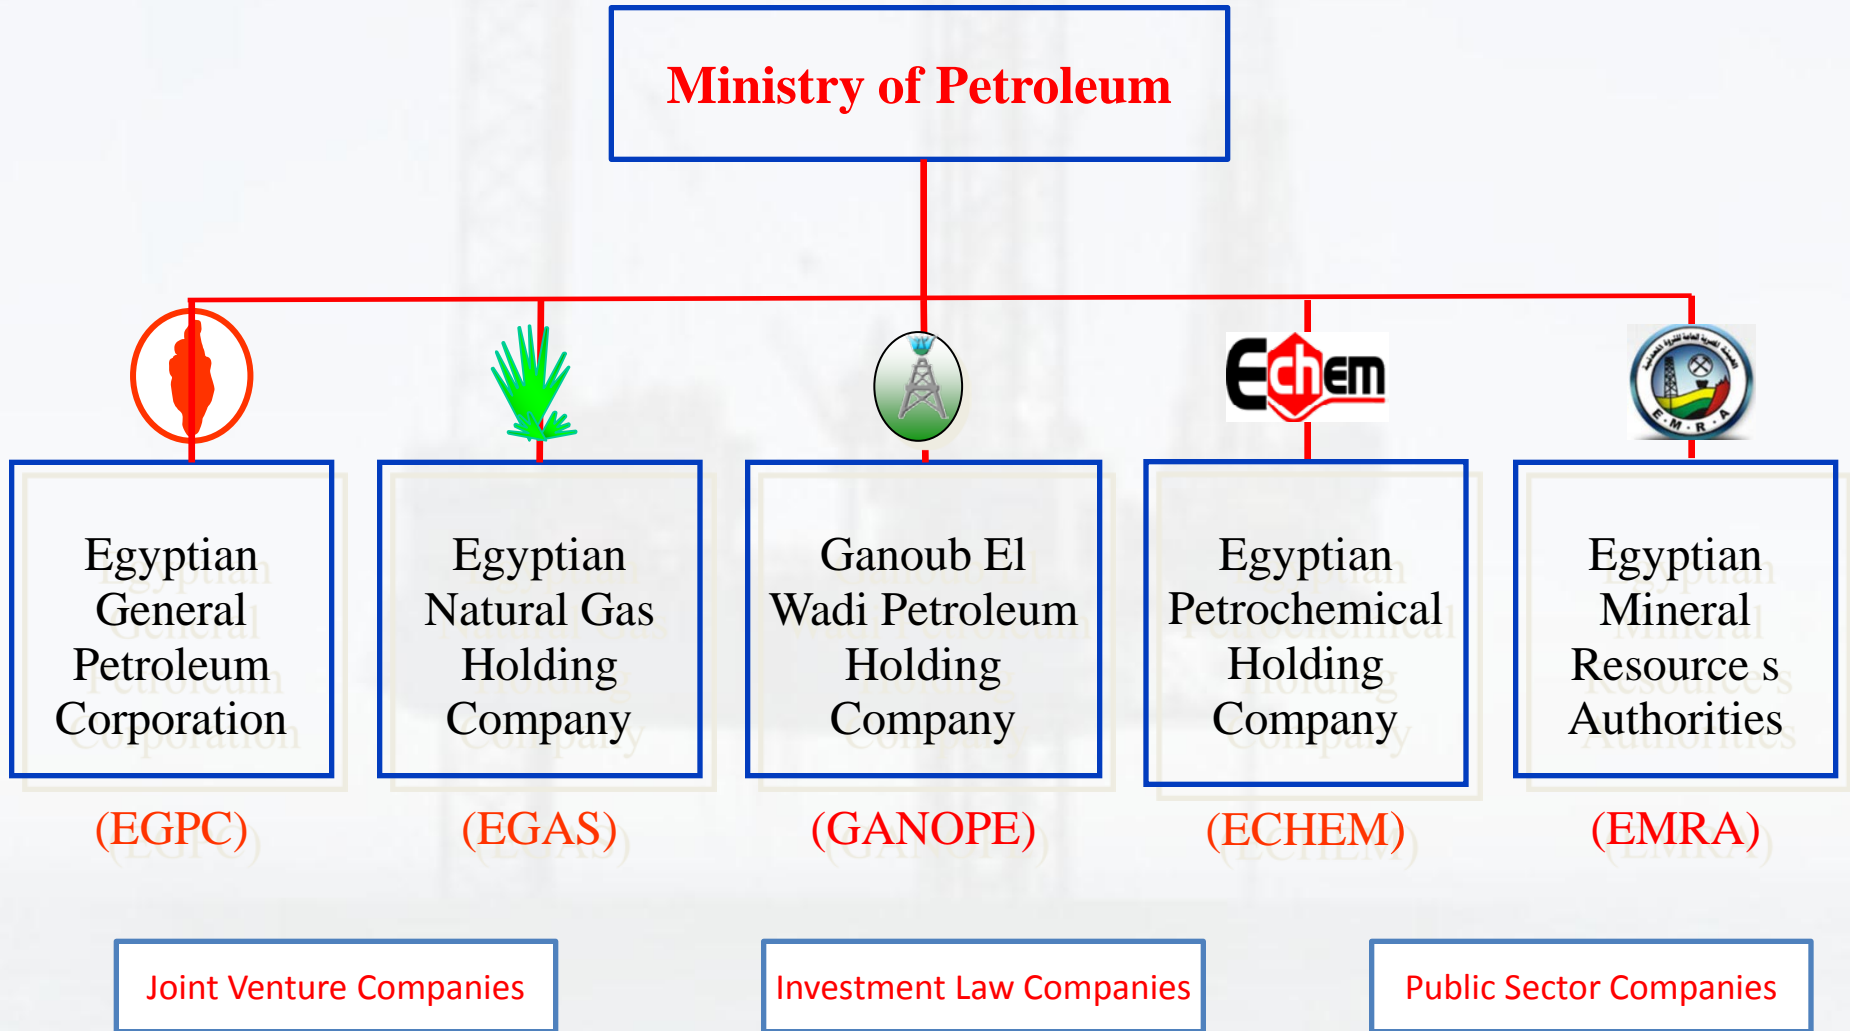 Ministry of Petroleum
Echem
E.M.R.A
Egyptian
General
Petroleum
Corporation
Egyptian
Natural Gas
Holding
Company
Ganoub El
Wadi Petroleum
Holding
Company
Egyptian
Petrochemical
Holding
Company
Egyptian
Mineral
Resource s
Authorities
(EGPC)
(EGAS)
(GANOPE)
(ECHEM)
(EMRA)
Joint Venture Companies
Investment Law Companies
Public Sector Companies